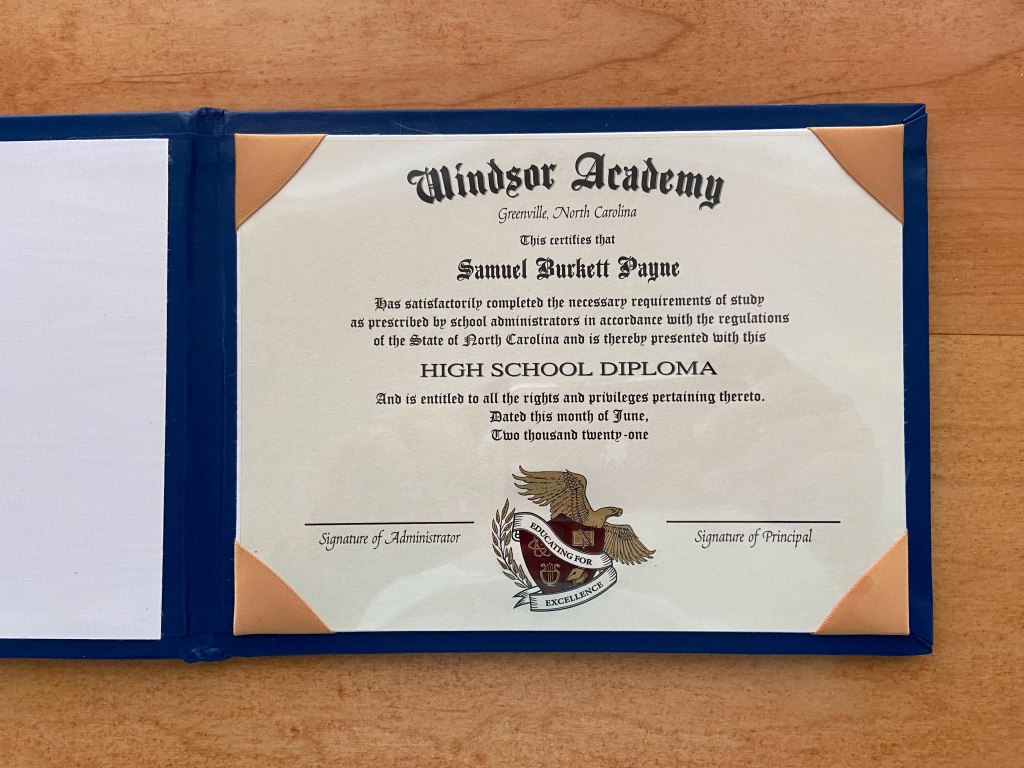 Windsor Academy
Greenville, North Carolina
This certifies that
Samuel Burkett Payne
Has satisfactorily completed the necessary requirements of study
as prescribed by school administrators in accordance with the regulations
of the State of North Carolina and is thereby presented with this
HIGH SCHOOL DIPLOMA
And is entitled to all the rights and privileges pertaining thereto.
Dated this month of June,
Two thousand twenty-one
Signature of Administrator
EDUCATING FOR
EXCELLENCE
Signature of Principal